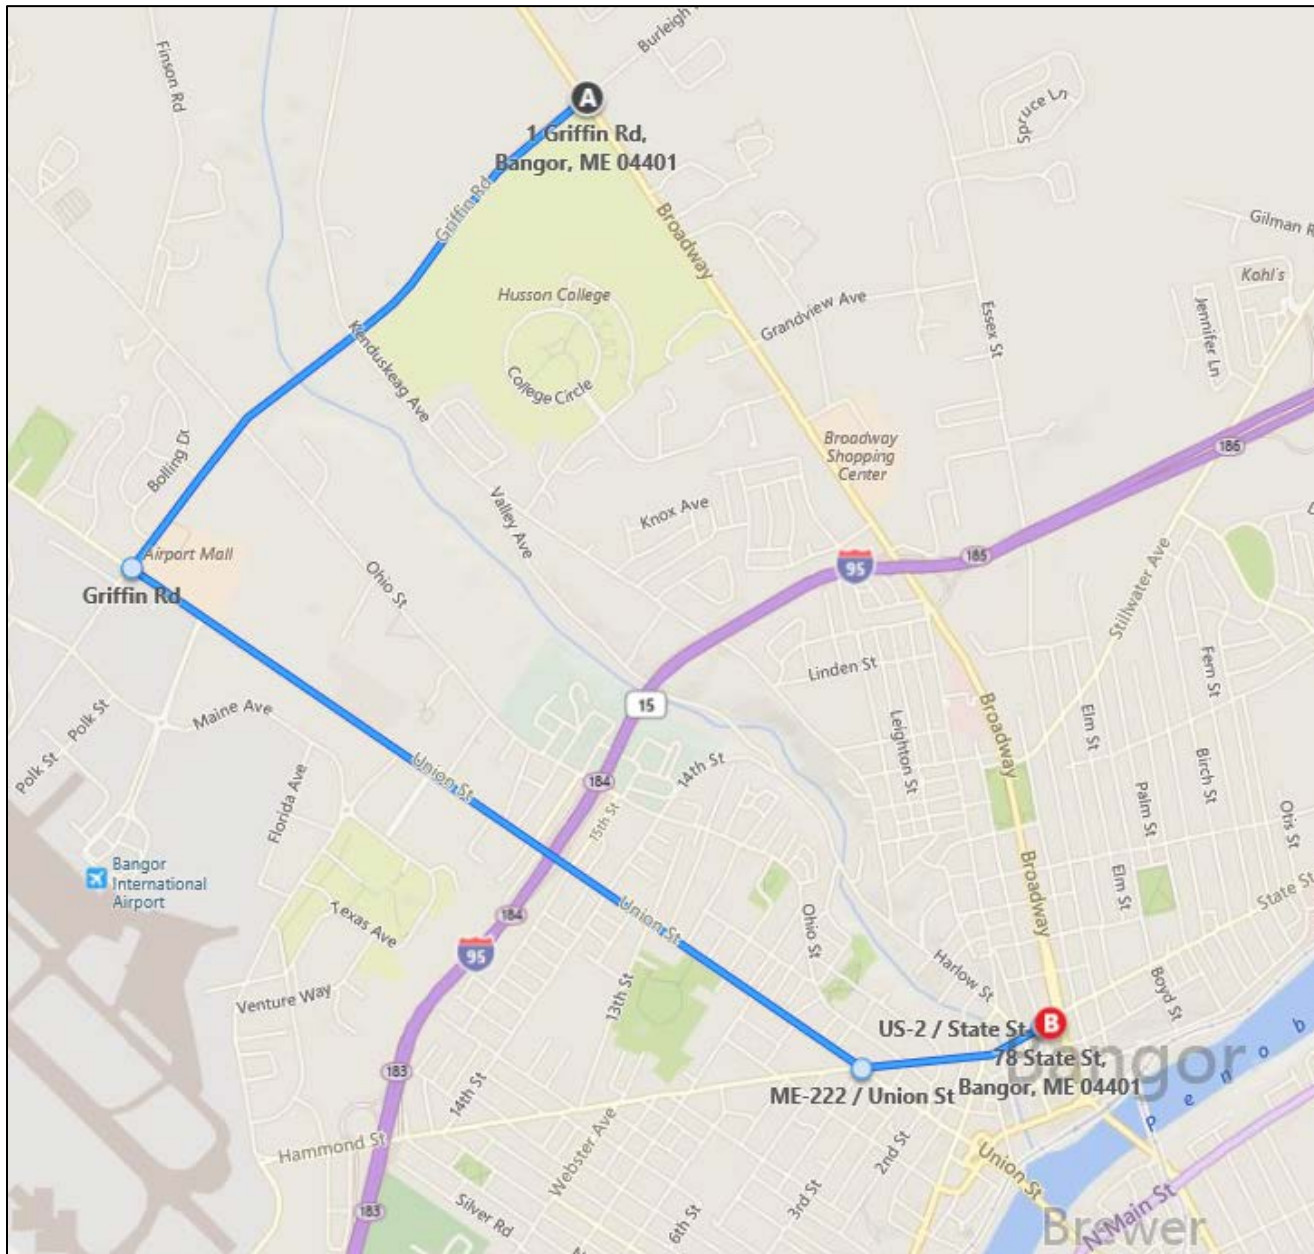 Burleigh
Finson Rd
A
1 Griffin Rd,
Bangor, ME 04401
Spruce Ln
Griffin Rd
Broadway
Gilman R
Kohl's
Husson College
Grandview Ave
Essex St
Jennifer Ln
Kenduskeag Ave
College Circle
Bolling Dr
Broadway
Shopping
Center
186
Valley Ave
Knox Ave
Airport Mall
185
95
Griffin Rd
Ohio St
Stillwater Ave
Linden St
Fern St
15
Polk St
Maine Ave
Leighton St
Broadway
Elm St
Polk St
Union St
184
14th St
Birch St
15th St
Palm St
Otis St
Florida Ave
Bangor
International
Airport
Broadway
Elm St
State St
Texas Ave
184
Union St
Ohio St
95
Harlow St
Boyd St
Venture Way
13th St
US-2 / State St
B
Bangor
78 State St,
Bangor, ME 04401
183
14th St
ME-222 / Union St
P e n o b
Hammond St
Webster Ave
2nd St
Union St
183
Silver Rd
6th St
3rd St
N Main St
Brewer